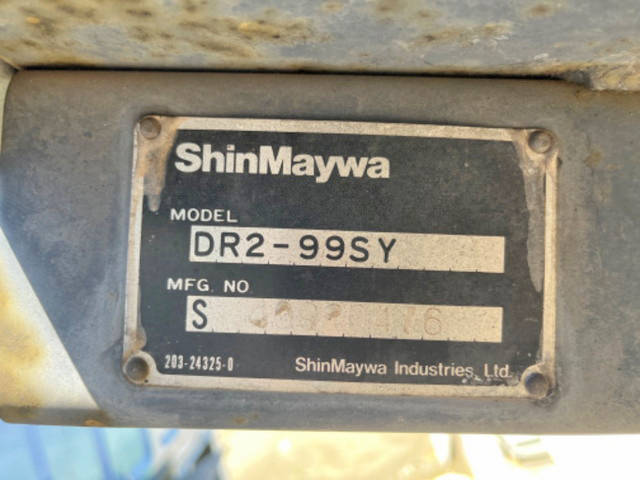 ShinMaywa
MODEL
DR2-99SY
MFG. NO
S
203-24325-0
ShinMaywa Industries, Ltd.